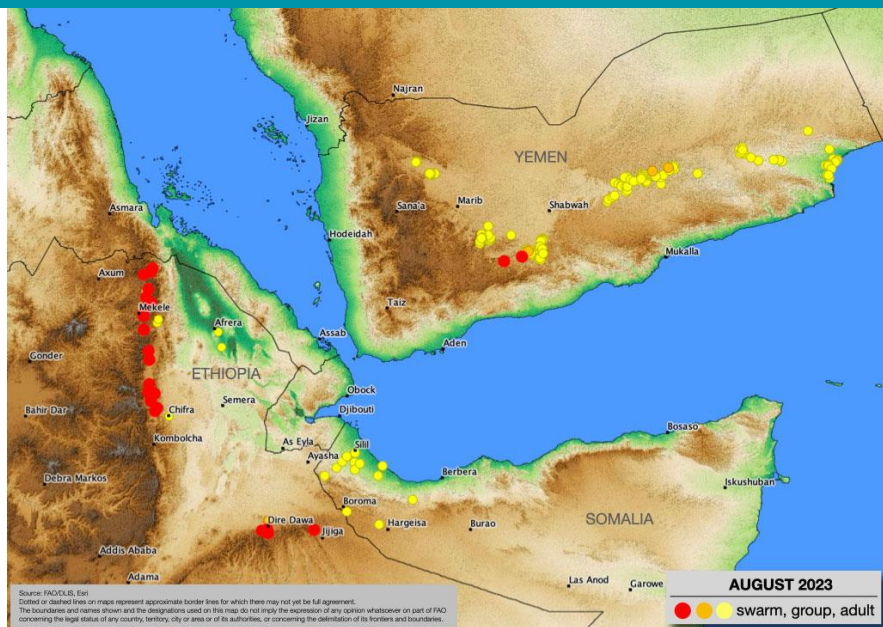 Najran
Jizan
YEMEN
Marib
Sana'a
Shabwah
Asmara
Hodeidah
Mukalla
Axum
Taiz
Mekele
Afrera
Assab
Aden
Gonder
ETHIOPIA
Obock
Semera
Bahir Dar
Chifra
Djibouti
Bosaso
Kombolcha
As Eyla
Silil
Ayasha
Berbera
Iskushuban
Debra Markos
Boroma
Dire Dawa
Hargeisa
Burao
SOMALIA
Jijiga
Addis Ababa
Adama
Las Anod
Garowe
AUGUST 2023
swarm, group, adult
Source: FAO/DLIS, Esri
Dotted or dashed lines on maps represent approximate border lines for which there may not yet be full agreement.
The boundaries and names shown and the designations used on this map do not imply the expression of any opinion whatsoever on part of FAO
concerning the legal status of any country, territory, city or area or of its authorities, or concerning the delimitation of its frontiers and boundaries.